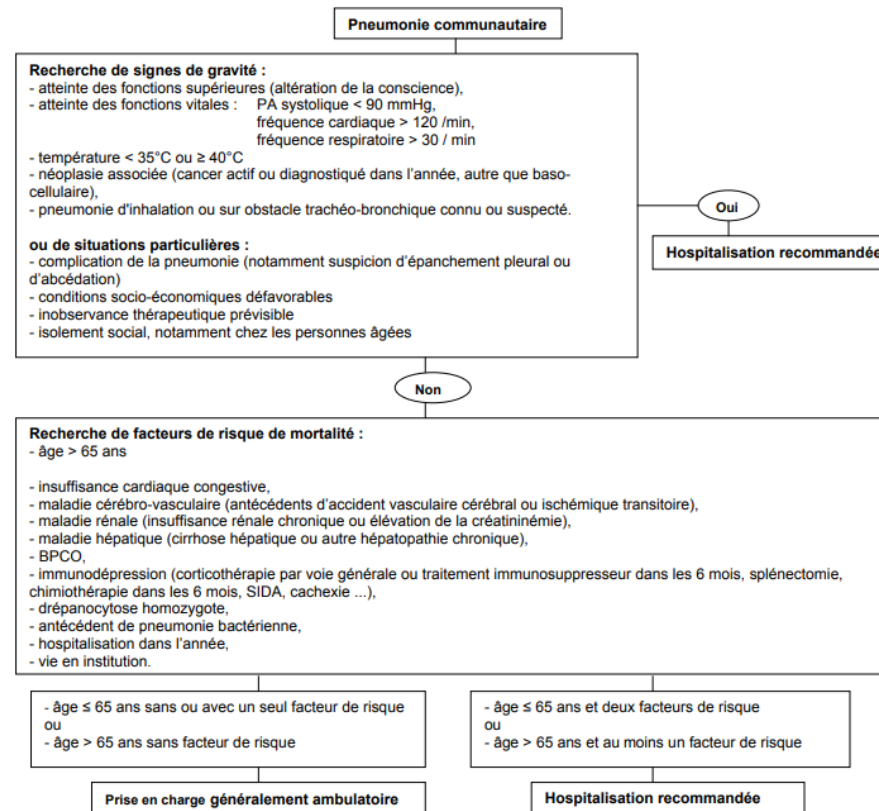 Pneumonie communautaire
Recherche de signes de gravité :
- atteinte des fonctions supérieures (altération de la conscience),
- atteinte des fonctions vitales : PA systolique < 90 mmHg,
fréquence cardiaque > 120 /min,
fréquence respiratoire > 30 / min
- température < 35°C ou ≥ 40°C
- néoplasie associée (cancer actif ou diagnostiqué dans l'année, autre que baso-
cellulaire),
- pneumonie d'inhalation ou sur obstacle trachéo-bronchique connu ou suspecté.
ou de situations particulières :
- complication de la pneumonie (notamment suspicion d'épanchement pleural ou
d'abcédation)
- conditions socio-économiques défavorables
- inobservance thérapeutique prévisible
- isolement social, notamment chez les personnes âgées
Oui
Hospitalisation recommandée
Non
Recherche de facteurs de risque de mortalité :
- âge > 65 ans
- insuffisance cardiaque congestive,
- maladie cérébro-vasculaire (antécédents d'accident vasculaire cérébral ou ischémique transitoire),
- maladie rénale (insuffisance rénale chronique ou élévation de la créatininémie),
- maladie hépatique (cirrhose hépatique ou autre hépatopathie chronique),
- BPCO,
- immunodépression (corticothérapie par voie générale ou traitement immunosuppresseur dans les 6 mois, splénectomie,
chimiothérapie dans les 6 mois, SIDA, cachexie ...),
- drépanocytose homozygote,
- antécédent de pneumonie bactérienne,
- hospitalisation dans l'année,
- vie en institution.
- âge ≤ 65 ans sans ou avec un seul facteur de risque
ou
- âge > 65 ans sans facteur de risque
- âge ≤ 65 ans et deux facteurs de risque
ou
- âge > 65 ans et au moins un facteur de risque
Prise en charge généralement ambulatoire
Hospitalisation recommandée